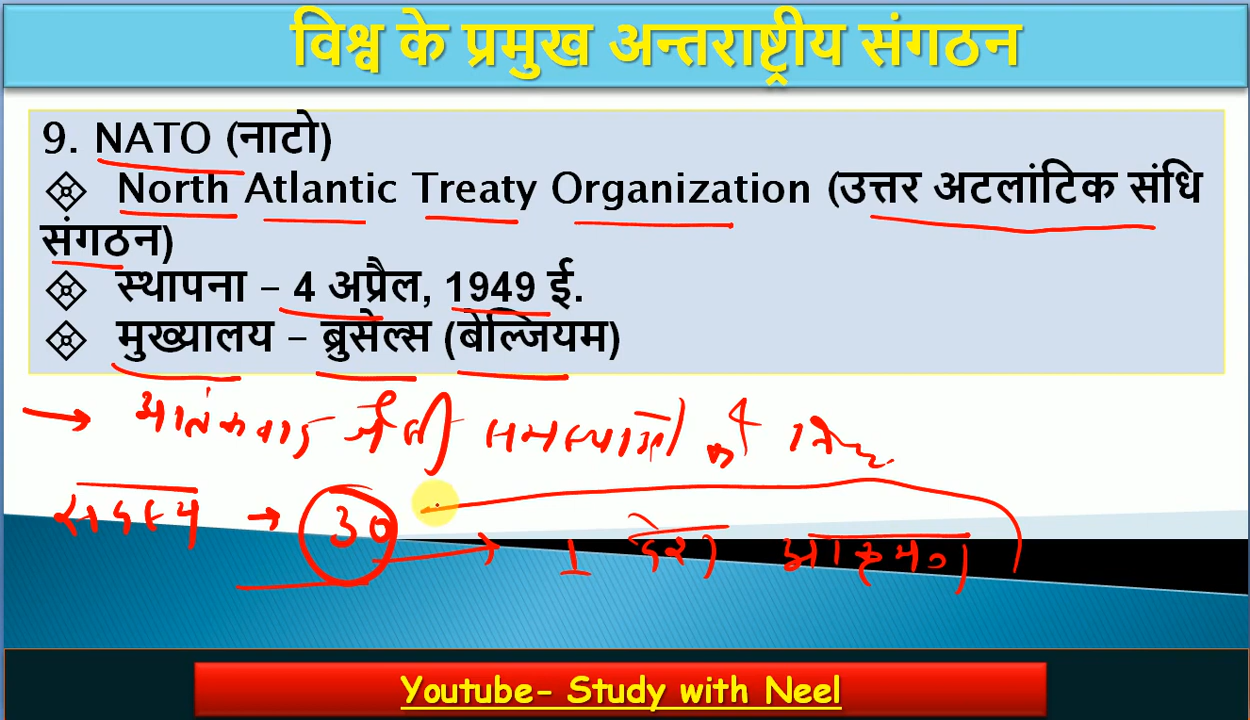 विश्व के प्रमुख अन्तराष्ट्रीय संगठन
9. NATO (नाटो)
North Atlantic Treaty Organization (उत्तर अटलांटिक संधि
संगठन)
स्थापना – 4 अप्रैल, 1949 ई.
मुख्यालय – ब्रुसेल्स (बेल्जियम)
→ आतंकवाद जैसी समस्याओं के
सदस्य → 30 → 1 देश आक्रमण
Youtube- Study with Neel